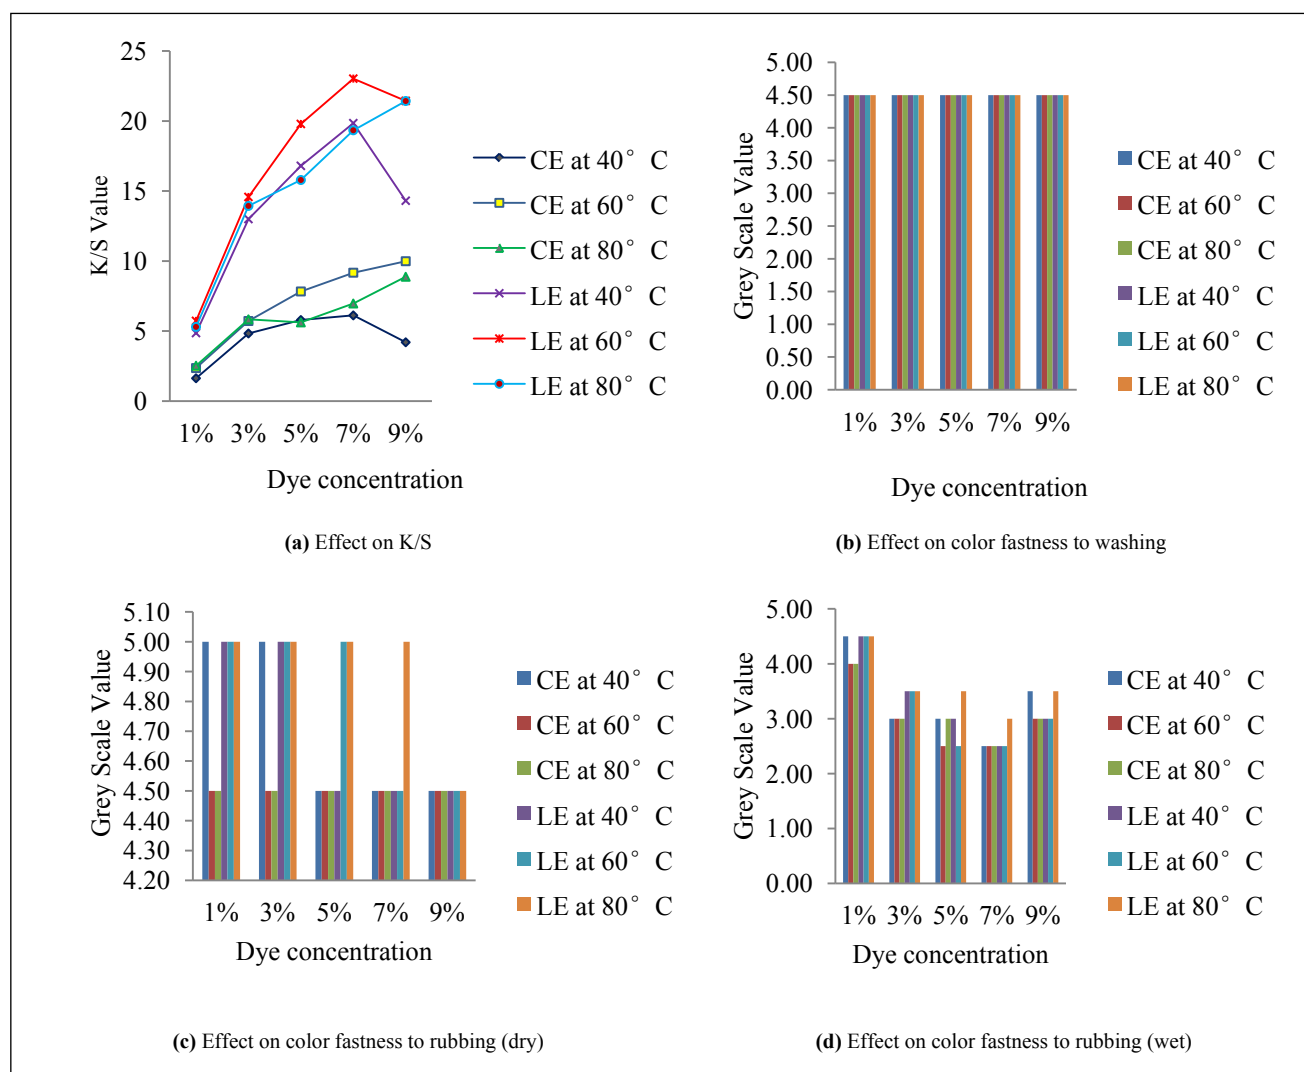 25
20
15
10
5
0
K/S Value
1% 3% 5% 7% 9%
Dye concentration
CE at 40° C
CE at 60° C
CE at 80° C
LE at 40° C
LE at 60° C
LE at 80° C
(a) Effect on K/S
5.00
4.50
4.00
3.50
3.00
2.50
2.00
1.50
1.00
0.50
0.00
Grey Scale Value
1% 3% 5% 7% 9%
Dye concentration
CE at 40° C
CE at 60° C
CE at 80° C
LE at 40° C
LE at 60° C
LE at 80° C
(b) Effect on color fastness to washing
5.10
5.00
4.90
4.80
4.70
4.60
4.50
4.40
4.30
4.20
Grey Scale Value
1% 3% 5% 7% 9%
Dye concentration
CE at 40° C
CE at 60° C
CE at 80° C
LE at 40° C
LE at 60° C
LE at 80° C
(c) Effect on color fastness to rubbing (dry)
5.00
4.00
3.00
2.00
1.00
0.00
Grey Scale Value
1% 3% 5% 7% 9%
Dye concentration
CE at 40° C
CE at 60° C
CE at 80° C
LE at 40° C
LE at 60° C
LE at 80° C
(d) Effect on color fastness to rubbing (wet)